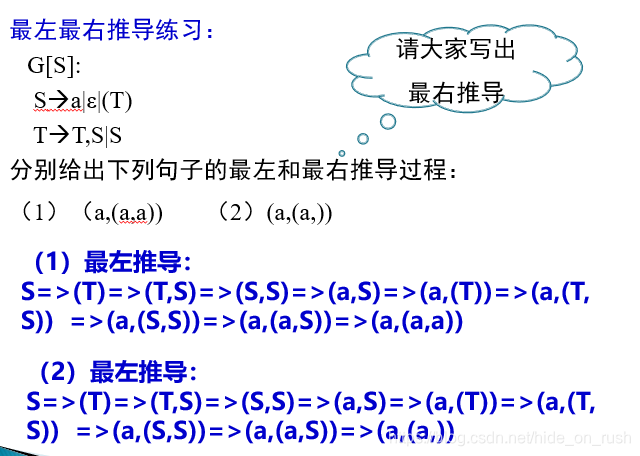 最左最右推导练习：
请大家写出
最右推导
G[S]:
S→a|ε|(T)
T→T,S|S
分别给出下列句子的最左和最右推导过程：
（1）（a,(a,a)) （2）(a,(a,))
（1）最左推导：
S=>(T)=>(T,S)=>(S,S)=>(a,S)=>(a,(T))=>(a,(T,
S)) =>(a,(S,S))=>(a,(a,S))=>(a,(a,a))
（2）最左推导：
S=>(T)=>(T,S)=>(S,S)=>(a,S)=>(a,(T))=>(a,(T,
S)) =>(a,(S,S))=>(a,(a,S))=>(a,(a,))
https://blog.csdn.net/hide_on_rush